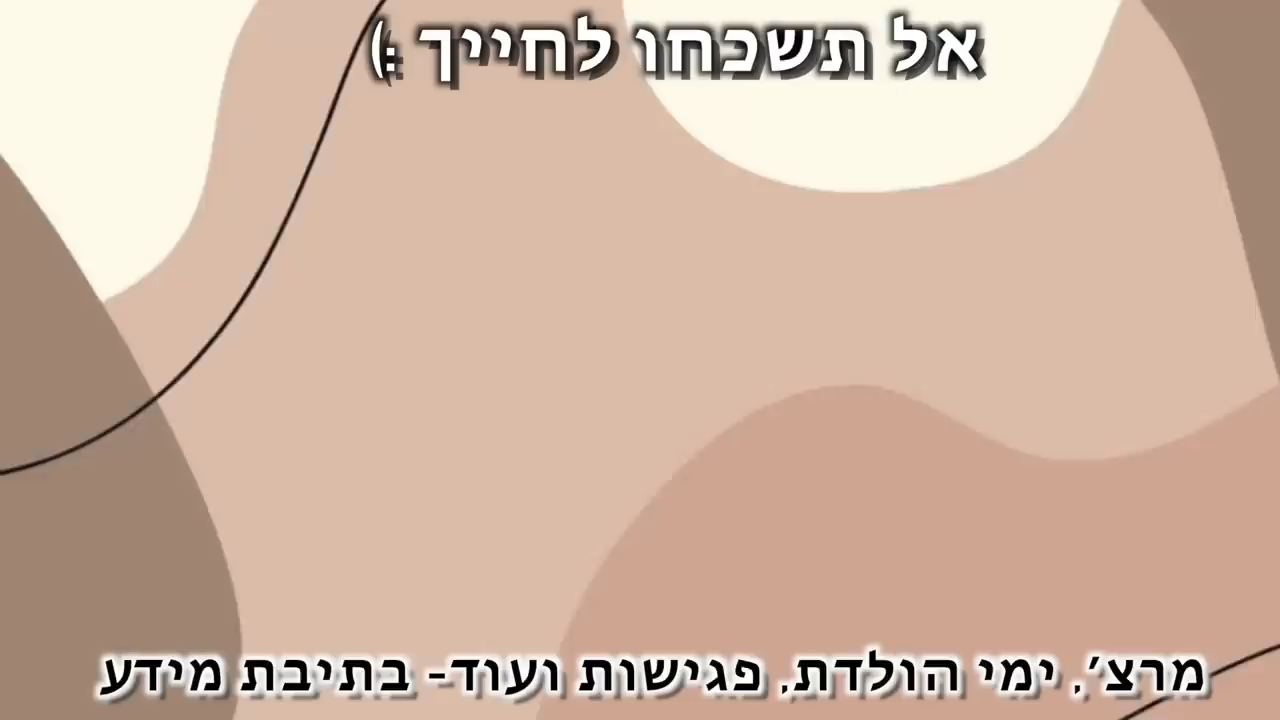 אל תשכחו לחייך :)
מרצ', ימי הולדת, פגישות ועוד- בתיבת מידע